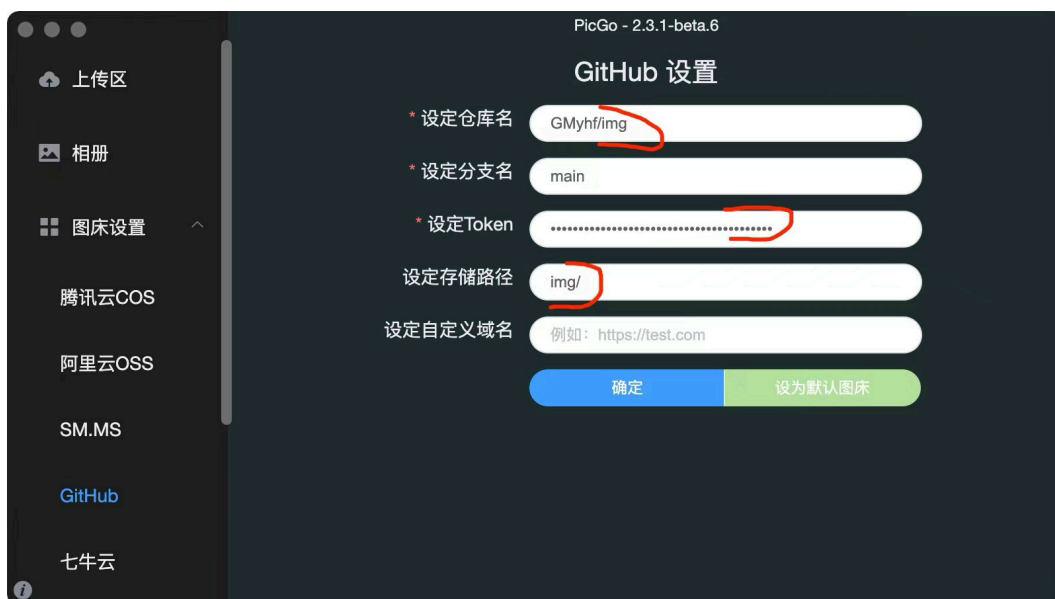 PicGo - 2.3.1-beta.6
上传区
相册
图床设置
腾讯云COS
阿里云OSS
SM.MS
GitHub
七牛云
GitHub 设置
* 设定仓库名 GMyhf/img
* 设定分支名 main
* 设定Token ••••••••••••••••••••••••••••••••••••••••
设定存储路径 img/
设定自定义域名 例如：https://test.com
确定 设为默认图床